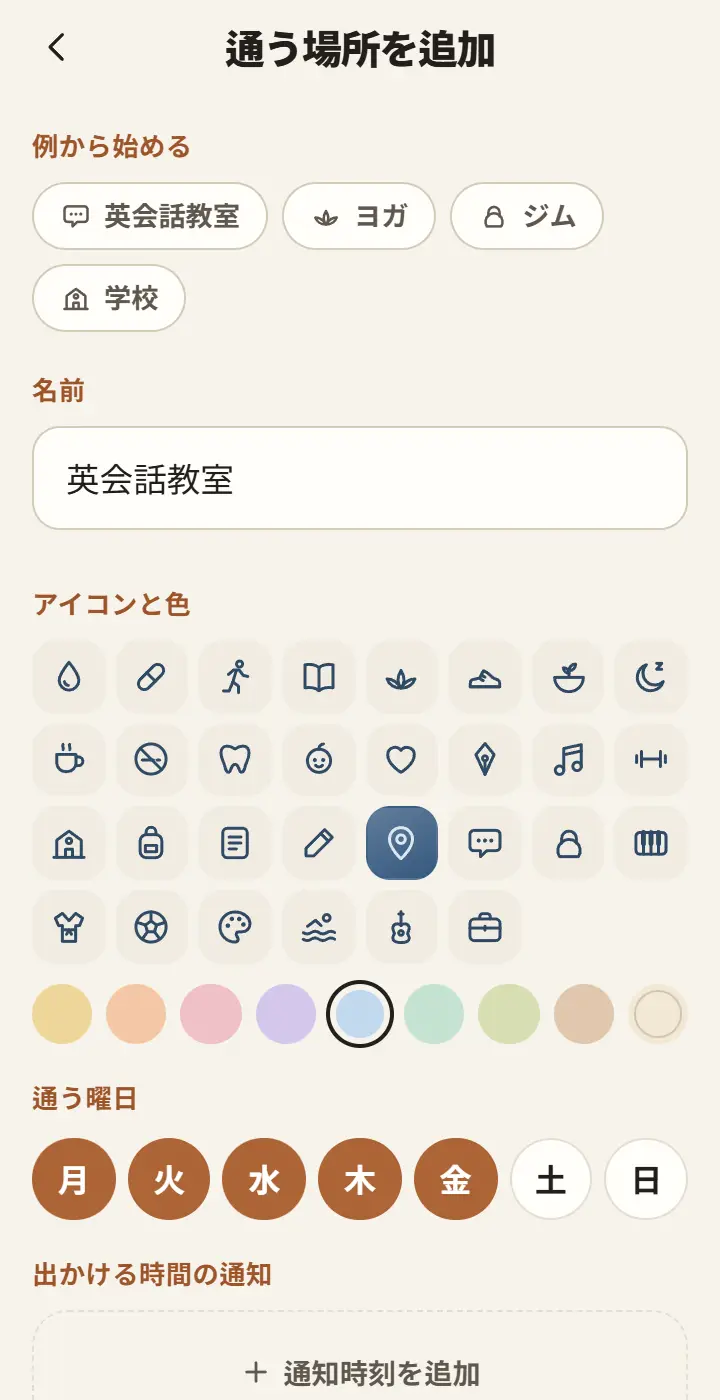 通う場所を追加
例から始める
英会話教室 ヨガ ジム
学校
名前
英会話教室
アイコンと色
通う曜日
月 火 水 木 金 土 日
出かける時間の通知
+ 通知時刻を追加